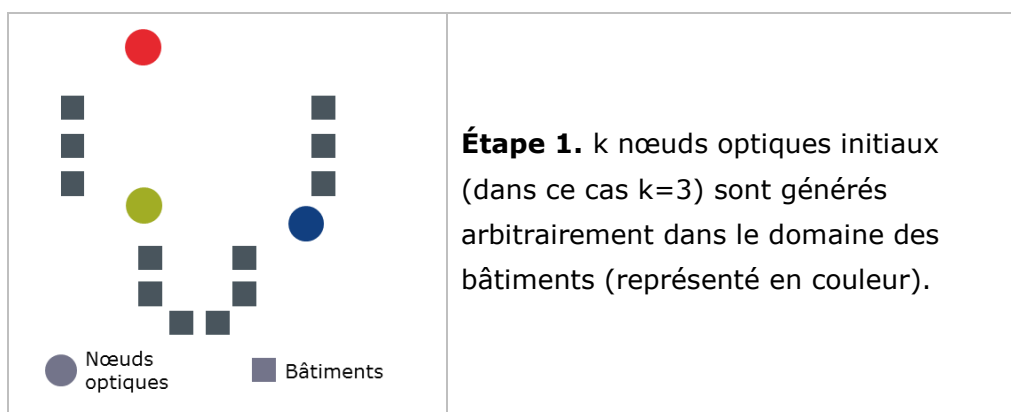 Étape 1. k nœuds optiques initiaux
(dans ce cas k=3) sont générés
arbitrairement dans le domaine des
bâtiments (représenté en couleur).
Nœuds
optiques
Bâtiments